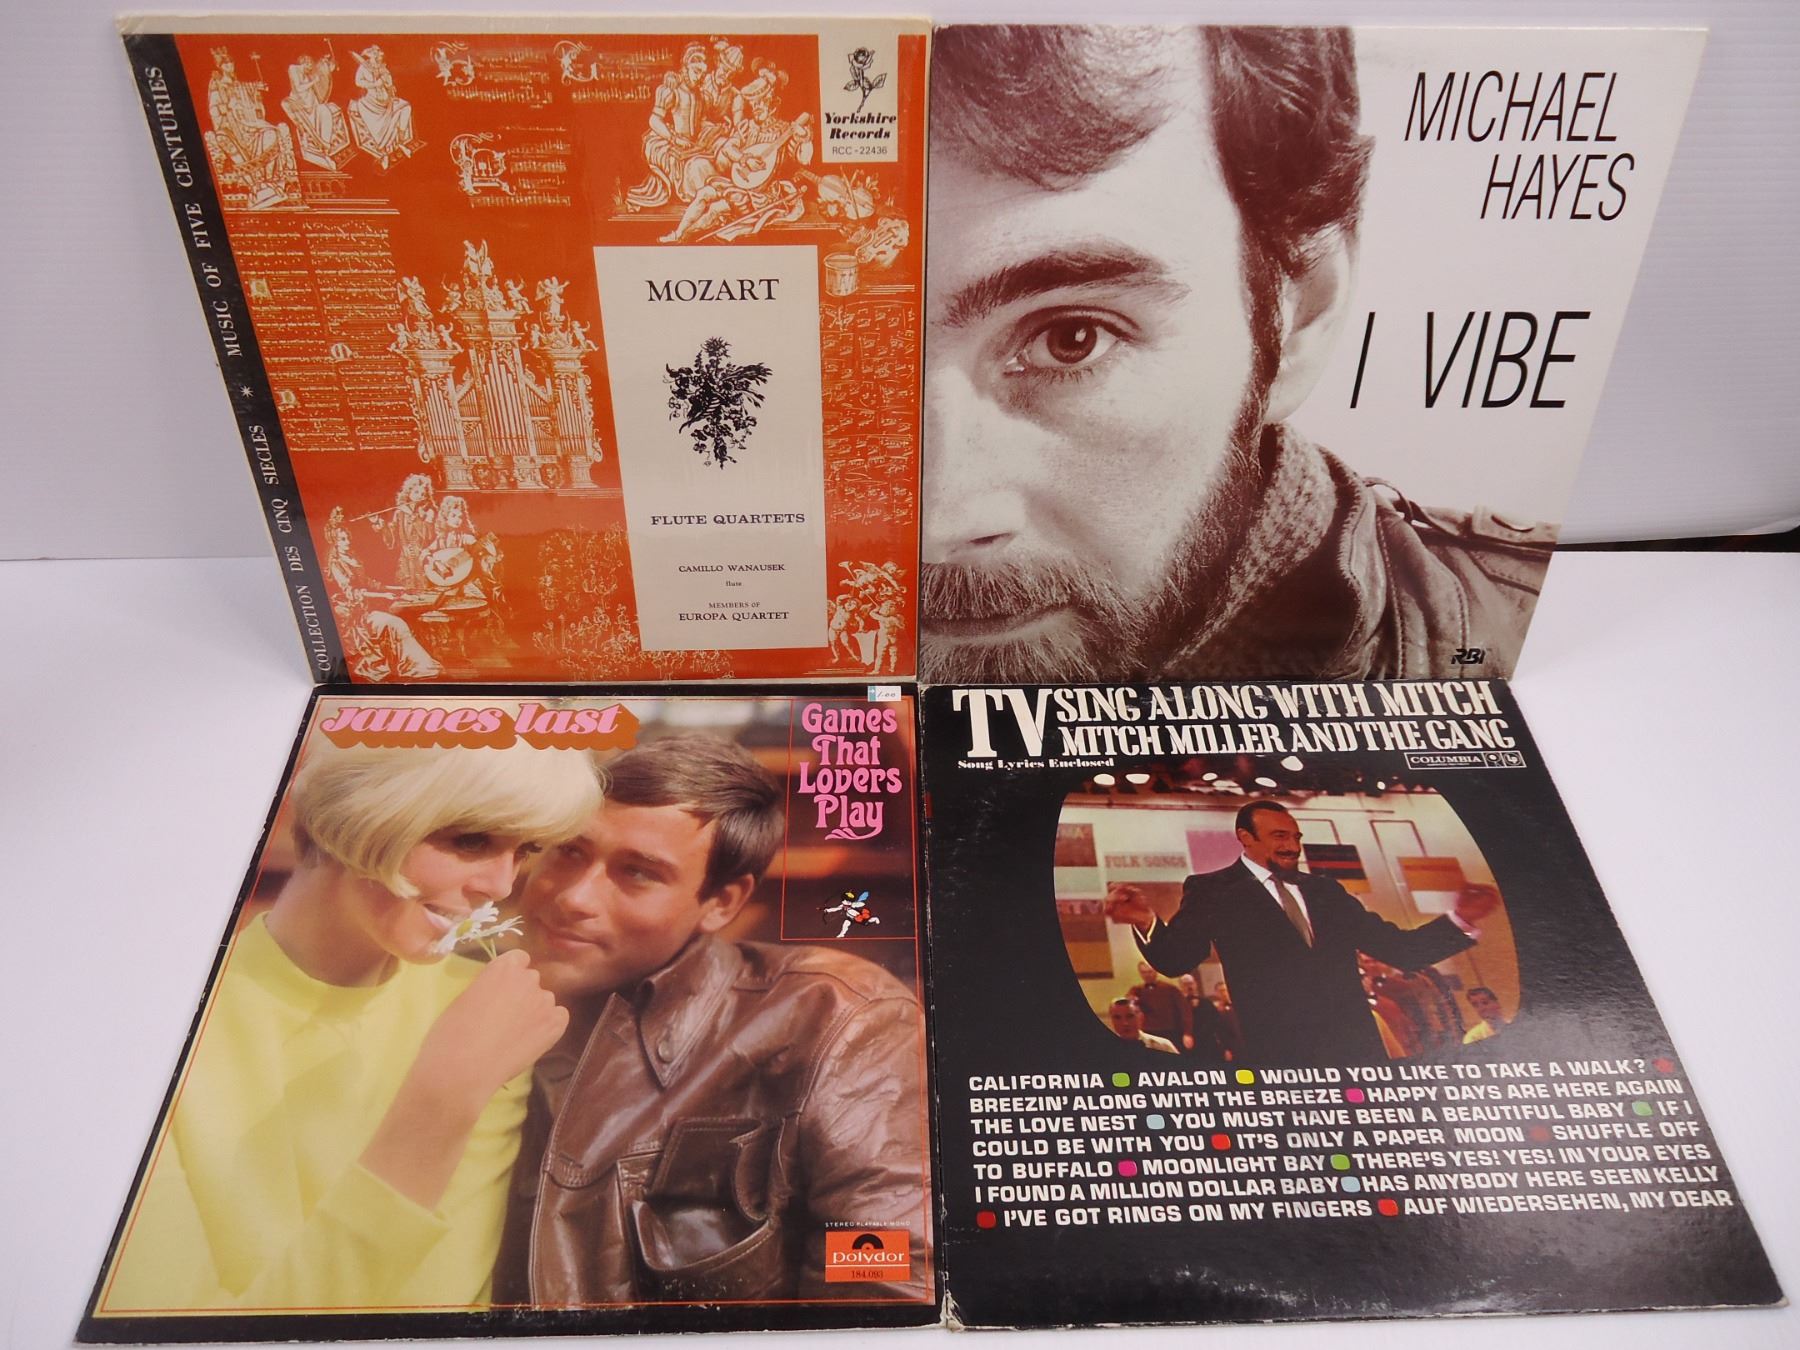 COLLECTION DES CINQ SIECLES * MUSIC OF FIVE CENTURIES
Yorkshire
Records
RCC-22436
MOZART
FLUTE QUARTETS
CAMILLO WANAUSEK
flute
MEMBERS OF
EUROPA QUARTET
MICHAEL
HAYES
I VIBE
RBI
james last
1.00
Games
That
Lovers
Play
STEREO PLAYABLE MONO
polydor
184.093
TV SING ALONG WITH MITCH
MITCH MILLER AND THE GANG
Song Lyrics Enclosed
COLUMBIA
FOLK SONGS
CALIFORNIA AVALON WOULD YOU LIKE TO TAKE A WALK?
BREEZIN' ALONG WITH THE BREEZE HAPPY DAYS ARE HERE AGAIN
THE LOVE NEST YOU MUST HAVE BEEN A BEAUTIFUL BABY IF I
COULD BE WITH YOU IT'S ONLY A PAPER MOON SHUFFLE OFF
TO BUFFALO MOONLIGHT BAY THERE'S YES! YES! IN YOUR EYES
I FOUND A MILLION DOLLAR BABY HAS ANYBODY HERE SEEN KELLY
I'VE GOT RINGS ON MY FINGERS AUF WIEDERSEHEN, MY DEAR